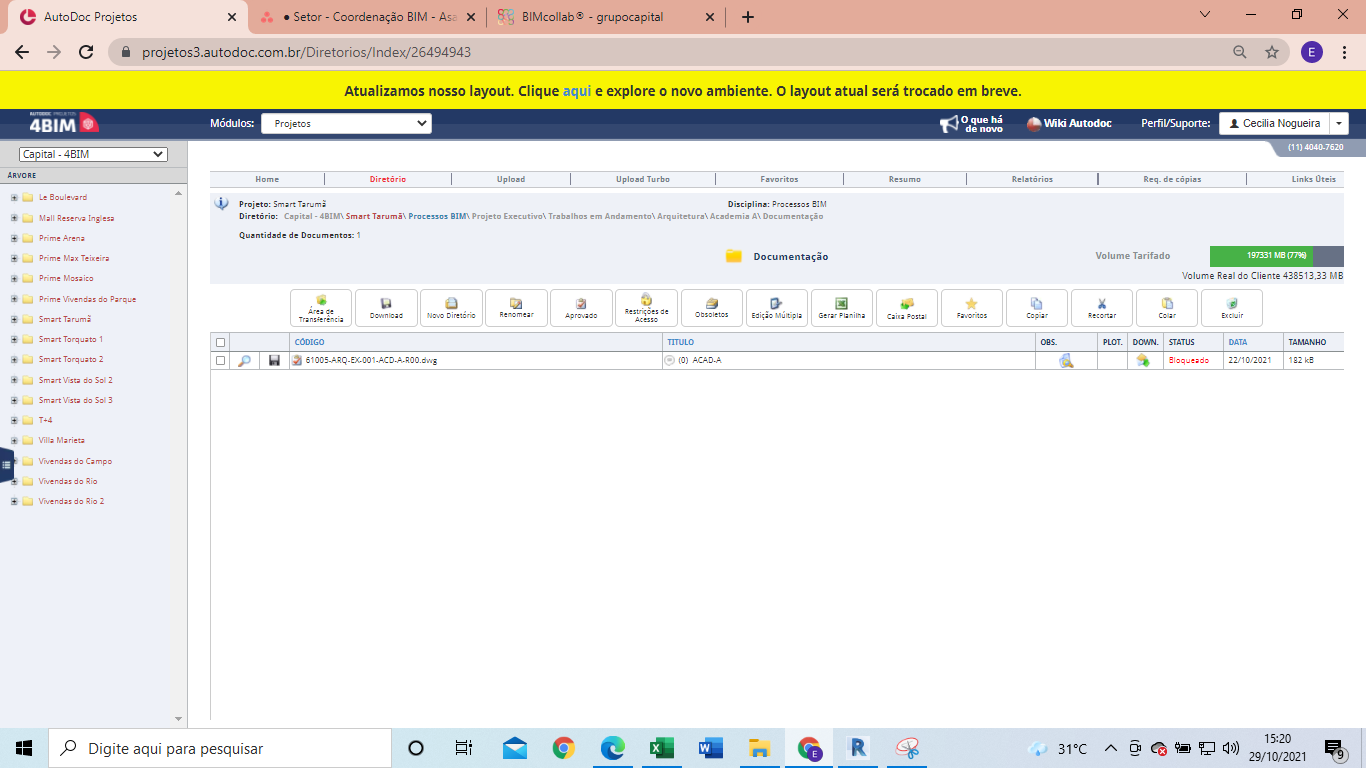 AutoDoc Projetos
● Setor - Coordenação BIM - Asa
BIMcollab® - grupocapital
projetos3.autodoc.com.br/Diretorios/Index/26494943
E
Atualizamos nosso layout. Clique aqui e explore o novo ambiente. O layout atual será trocado em breve.
AUTODOC PROJETOS
4BIM
Módulos:
Projetos
O que há
de novo
Wiki Autodoc
Perfil/Suporte:
Cecilia Nogueira
(11) 4040-7620
Capital - 4BIM
ÁRVORE
Le Boulevard
Mall Reserva Inglesa
Prime Arena
Prime Max Teixeira
Prime Mosaico
Prime Vivendas do Parque
Smart Tarumã
Smart Torquato 1
Smart Torquato 2
Smart Vista do Sol 2
Smart Vista do Sol 3
T+4
Villa Marieta
Vivendas do Campo
Vivendas do Rio
Vivendas do Rio 2
Home Diretório Upload Upload Turbo Favoritos Resumo Relatórios Req. de cópias Links Úteis
Projeto: Smart Tarumã
Disciplina: Processos BIM
Diretório: Capital - 4BIM\ Smart Tarumã\ Processos BIM\ Projeto Executivo\ Trabalhos em Andamento\ Arquitetura\ Academia A\ Documentação
Quantidade de Documentos: 1
Documentação
Volume Tarifado
197331 MB (77%)
Volume Real do Cliente 438513,33 MB
Área de Transferência
Download
Novo Diretório
Renomear
Aprovado
Restrições de Acesso
Obsoletos
Edição Múltipla
Gerar Planilha
Caixa Postal
Favoritos
Copiar
Recortar
Colar
Excluir
CÓDIGO TITULO OBS. PLOT. DOWN. STATUS DATA TAMANHO
61005-ARQ-EX-001-ACD-A-R00.dwg (0) ACAD-A Bloqueado 22/10/2021 182 kB
Digite aqui para pesquisar
31°C
15:20
29/10/2021
9